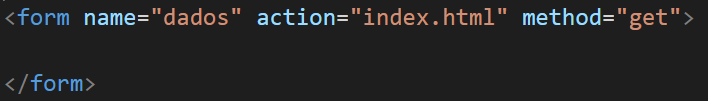 <form name="dados" action="index.html" method="get">
</form>